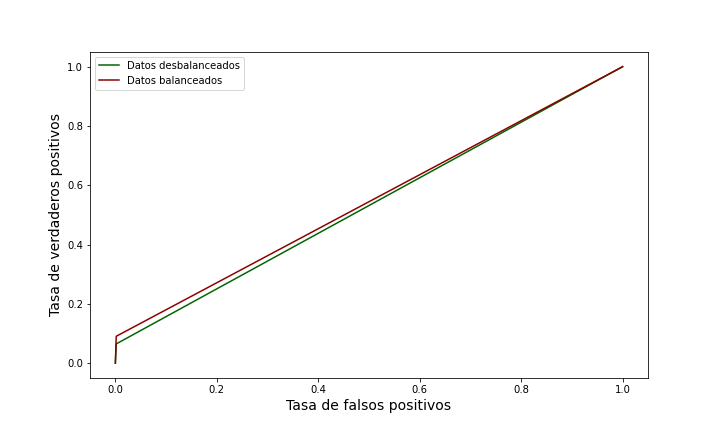 Datos desbalanceados
Datos balanceados
1.0
0.8
0.6
0.4
0.2
0.0
Tasa de verdaderos positivos
0.0 0.2 0.4 0.6 0.8 1.0
Tasa de falsos positivos